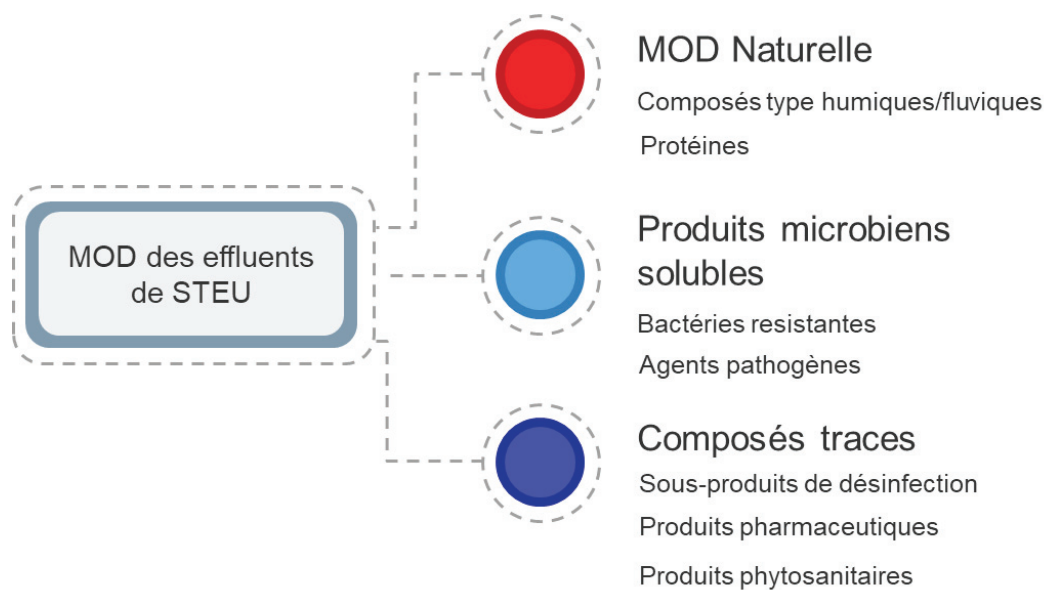 MOD des effluents
de STEU
MOD Naturelle
Composés type humiques/fluviques
Protéines
Produits microbiens
solubles
Bactéries resistantes
Agents pathogènes
Composés traces
Sous-produits de désinfection
Produits pharmaceutiques
Produits phytosanitaires